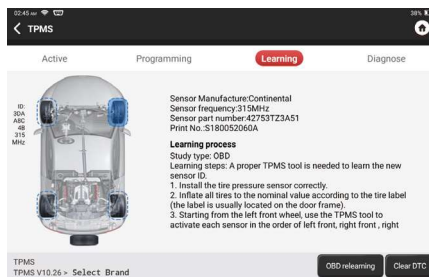 02:45 AM
38%
TPMS
Active Programming Learning Diagnose
ID:
3DA
A8C
4B
315
MHz
Sensor Manufacture:Continental
Sensor frequency:315MHz
Sensor part number:42753TZ3A51
Print No.:S180052060A
Learning process
Study type: OBD
Learning steps: A proper TPMS tool is needed to learn the new
sensor ID.
1. Install the tire pressure sensor correctly.
2. Inflate all tires to the nominal value according to the tire label
(the label is usually located on the door frame).
3. Starting from the left front wheel, use the TPMS tool to
activate each sensor in the order of left front, right front , right
TPMS
TPMS V10.26 > Select Brand
OBD relearning Clear DTC